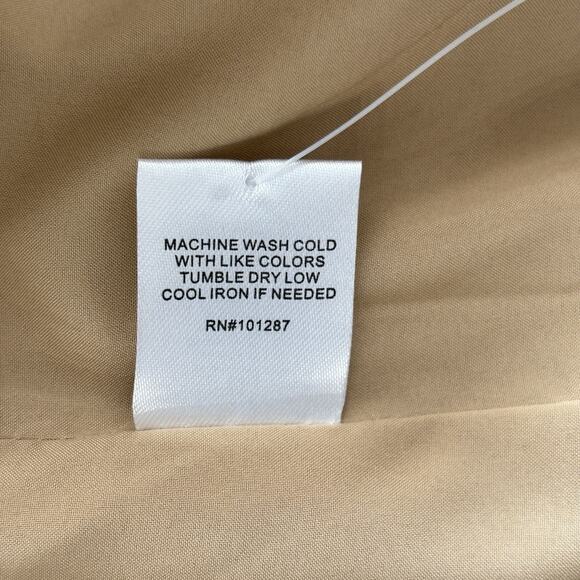 MACHINE WASH COLD
WITH LIKE COLORS
TUMBLE DRY LOW
COOL IRON IF NEEDED
RN#101287